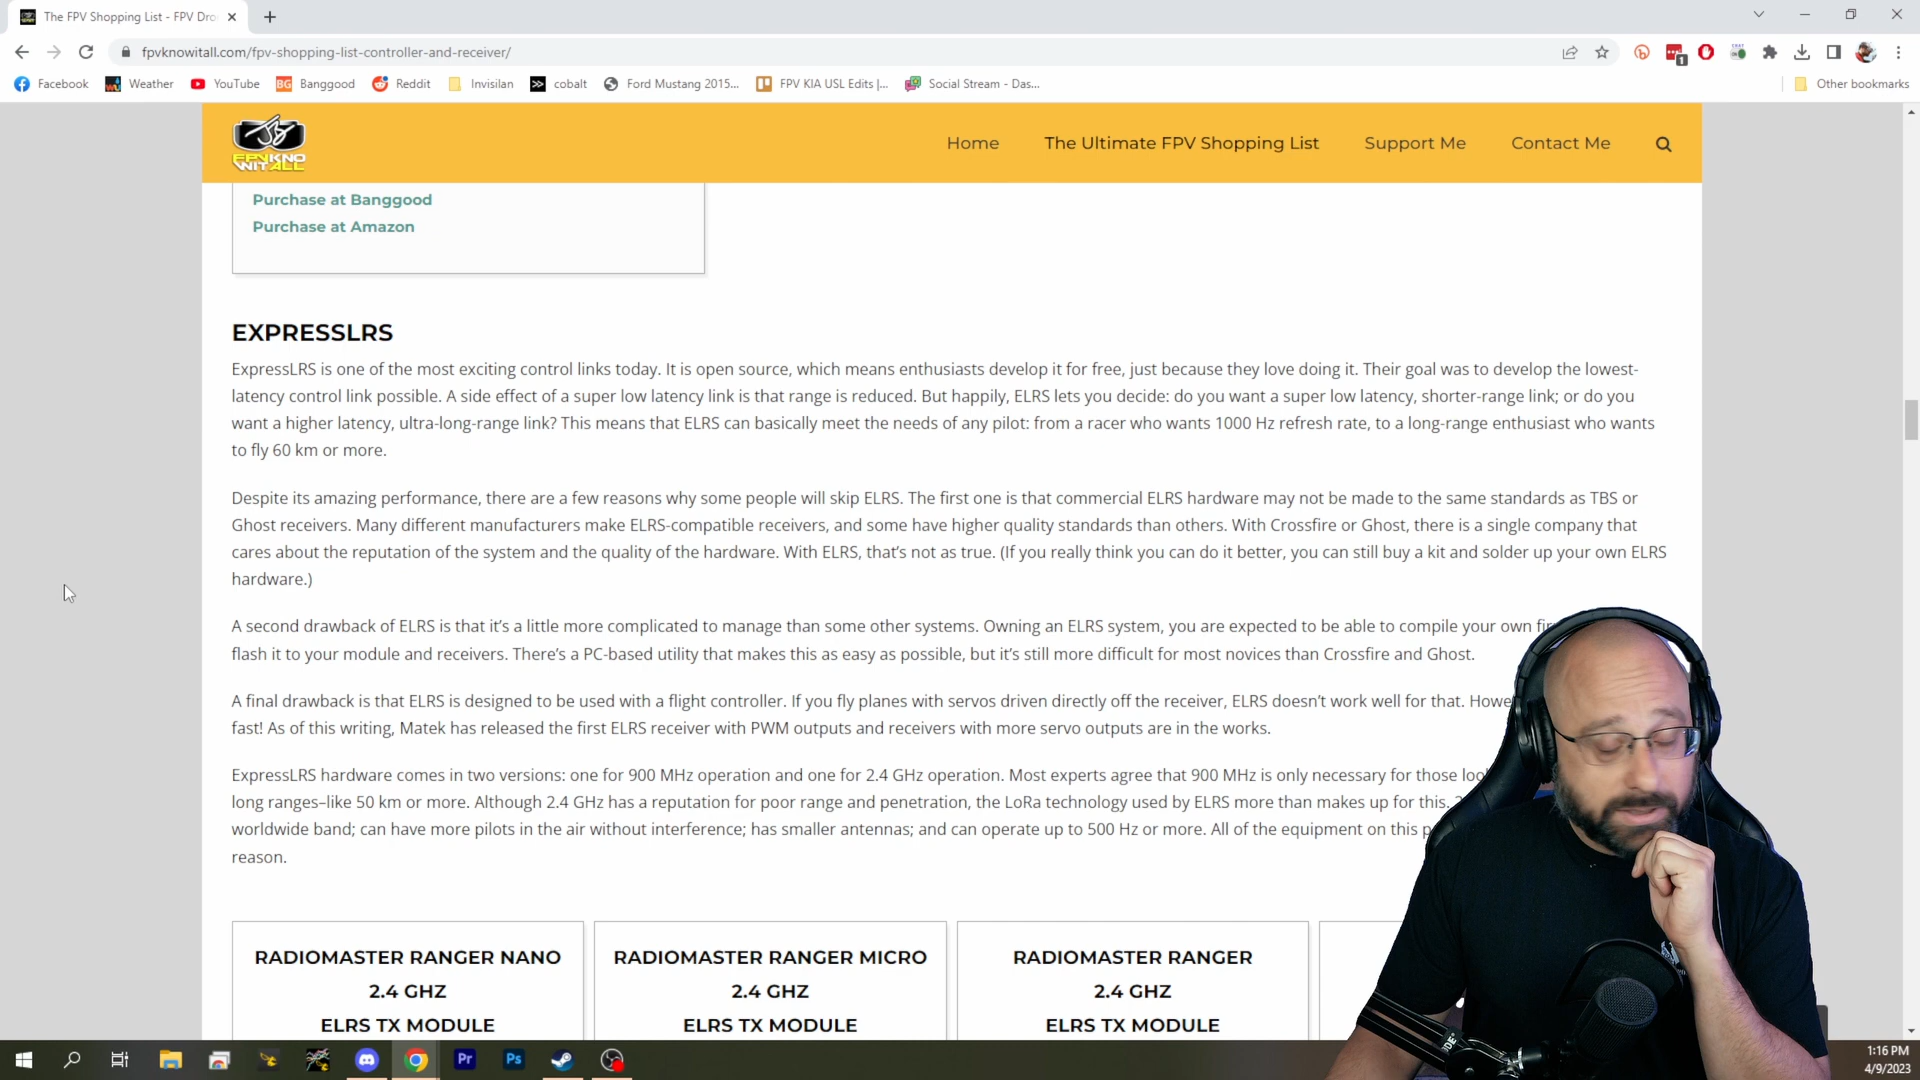 The FPV Shopping List - FPV Dro
fpvknowitall.com/fpv-shopping-list-controller-and-receiver/
1
Facebook Weather YouTube BG Banggood Reddit Invisilan cobalt Ford Mustang 2015... FPV KIA USL Edits |... Social Stream - Das... Other bookmarks
FPVKNO
WITALL
Home The Ultimate FPV Shopping List Support Me Contact Me
Purchase at Banggood
Purchase at Amazon
EXPRESSLRS
ExpressLRS is one of the most exciting control links today. It is open source, which means enthusiasts develop it for free, just because they love doing it. Their goal was to develop the lowest-
latency control link possible. A side effect of a super low latency link is that range is reduced. But happily, ELRS lets you decide: do you want a super low latency, shorter-range link; or do you
want a higher latency, ultra-long-range link? This means that ELRS can basically meet the needs of any pilot: from a racer who wants 1000 Hz refresh rate, to a long-range enthusiast who wants
to fly 60 km or more.
Despite its amazing performance, there are a few reasons why some people will skip ELRS. The first one is that commercial ELRS hardware may not be made to the same standards as TBS or
Ghost receivers. Many different manufacturers make ELRS-compatible receivers, and some have higher quality standards than others. With Crossfire or Ghost, there is a single company that
cares about the reputation of the system and the quality of the hardware. With ELRS, that's not as true. (If you really think you can do it better, you can still buy a kit and solder up your own ELRS
hardware.)
A second drawback of ELRS is that it's a little more complicated to manage than some other systems. Owning an ELRS system, you are expected to be able to compile your own fir
flash it to your module and receivers. There's a PC-based utility that makes this as easy as possible, but it's still more difficult for most novices than Crossfire and Ghost.
A final drawback is that ELRS is designed to be used with a flight controller. If you fly planes with servos driven directly off the receiver, ELRS doesn't work well for that. Howe
fast! As of this writing, Matek has released the first ELRS receiver with PWM outputs and receivers with more servo outputs are in the works.
ExpressLRS hardware comes in two versions: one for 900 MHz operation and one for 2.4 GHz operation. Most experts agree that 900 MHz is only necessary for those loo
long ranges–like 50 km or more. Although 2.4 GHz has a reputation for poor range and penetration, the LoRa technology used by ELRS more than makes up for this.
worldwide band; can have more pilots in the air without interference; has smaller antennas; and can operate up to 500 Hz or more. All of the equipment on this p
reason.
RADIOMASTER RANGER NANO
2.4 GHZ
ELRS TX MODULE
RADIOMASTER RANGER MICRO
2.4 GHZ
ELRS TX MODULE
RADIOMASTER RANGER
2.4 GHZ
ELRS TX MODULE
Pr Ps
1:16 PM
4/9/2023